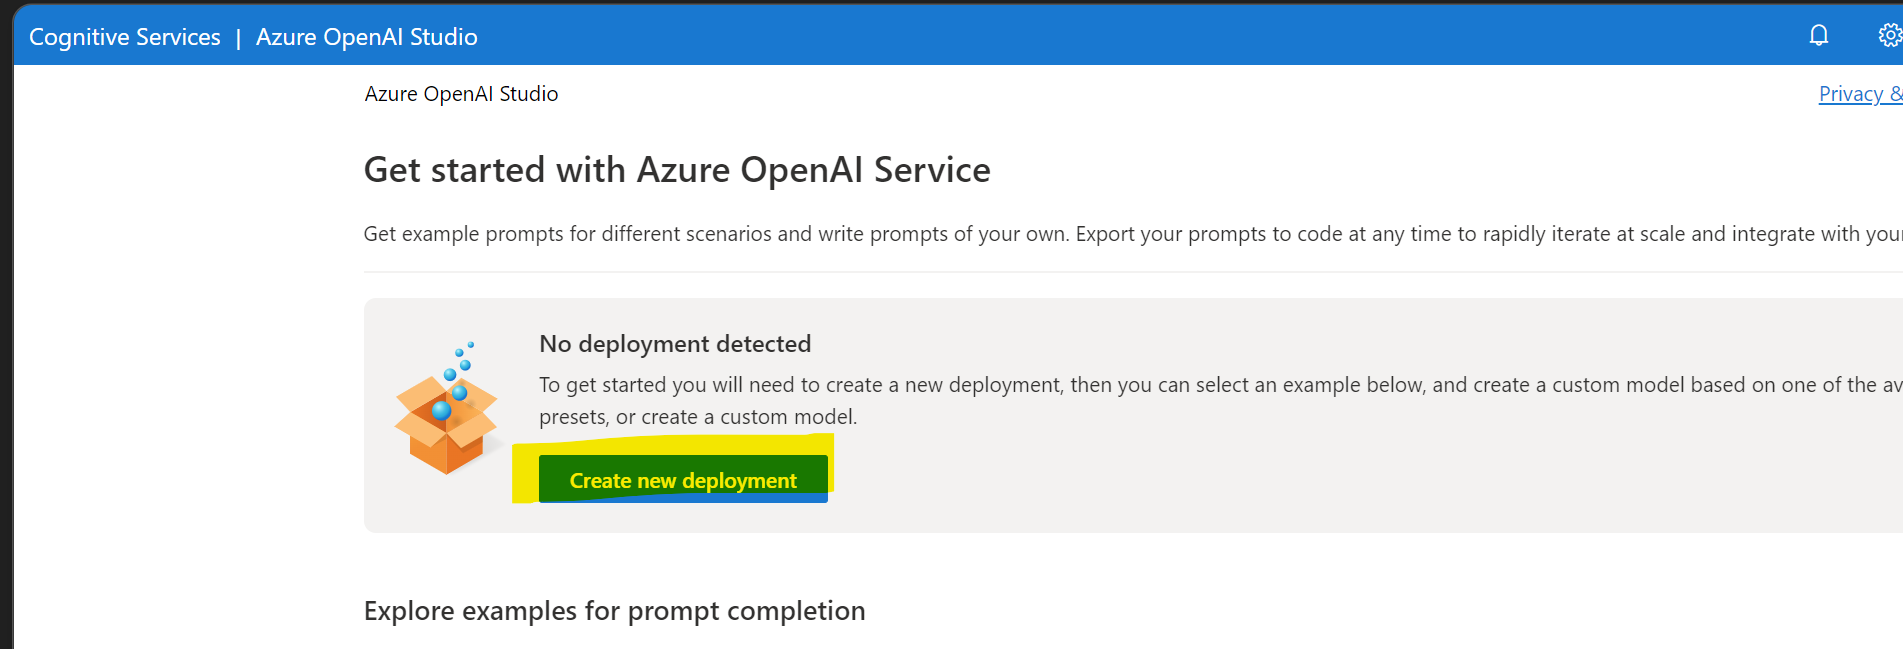 Cognitive Services | Azure OpenAI Studio
Azure OpenAI Studio
Privacy &
Get started with Azure OpenAI Service
Get example prompts for different scenarios and write prompts of your own. Export your prompts to code at any time to rapidly iterate at scale and integrate with your
No deployment detected
To get started you will need to create a new deployment, then you can select an example below, and create a custom model based on one of the av
presets, or create a custom model.
Create new deployment
Explore examples for prompt completion